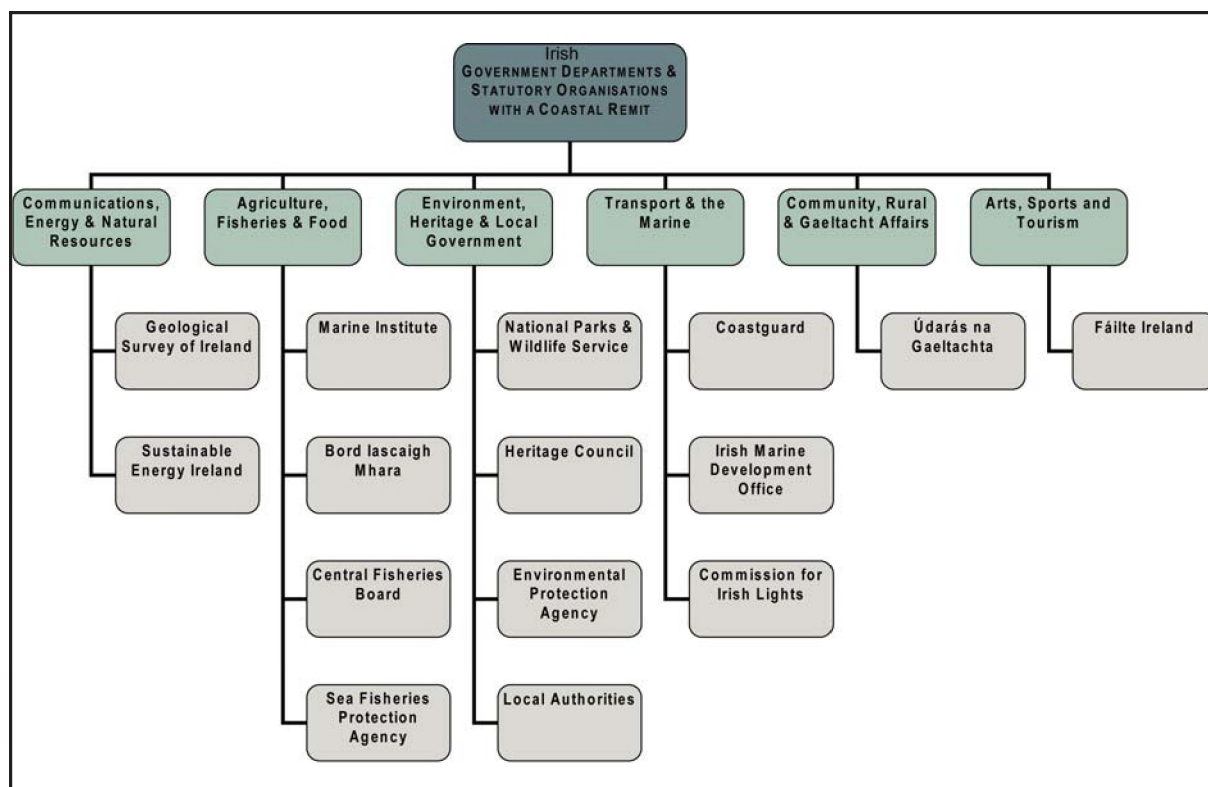 Irish
GOVERNMENT DEPARTMENTS &
STATUTORY ORGANISATIONS
WITH A COASTAL REMIT
Communications,
Energy & Natural
Resources
Agriculture,
Fisheries & Food
Environment,
Heritage & Local
Government
Transport & the
Marine
Community, Rural
& Gaeltacht Affairs
Arts, Sports and
Tourism
Geological
Survey of Ireland
Sustainable
Energy Ireland
Marine Institute
Bord Iascaigh
Mhara
Central Fisheries
Board
Sea Fisheries
Protection
Agency
National Parks &
Wildlife Service
Heritage Council
Environmental
Protection
Agency
Local Authorities
Coastguard
Irish Marine
Development
Office
Commission for
Irish Lights
Údarás na
Gaeltachta
Fáilte Ireland